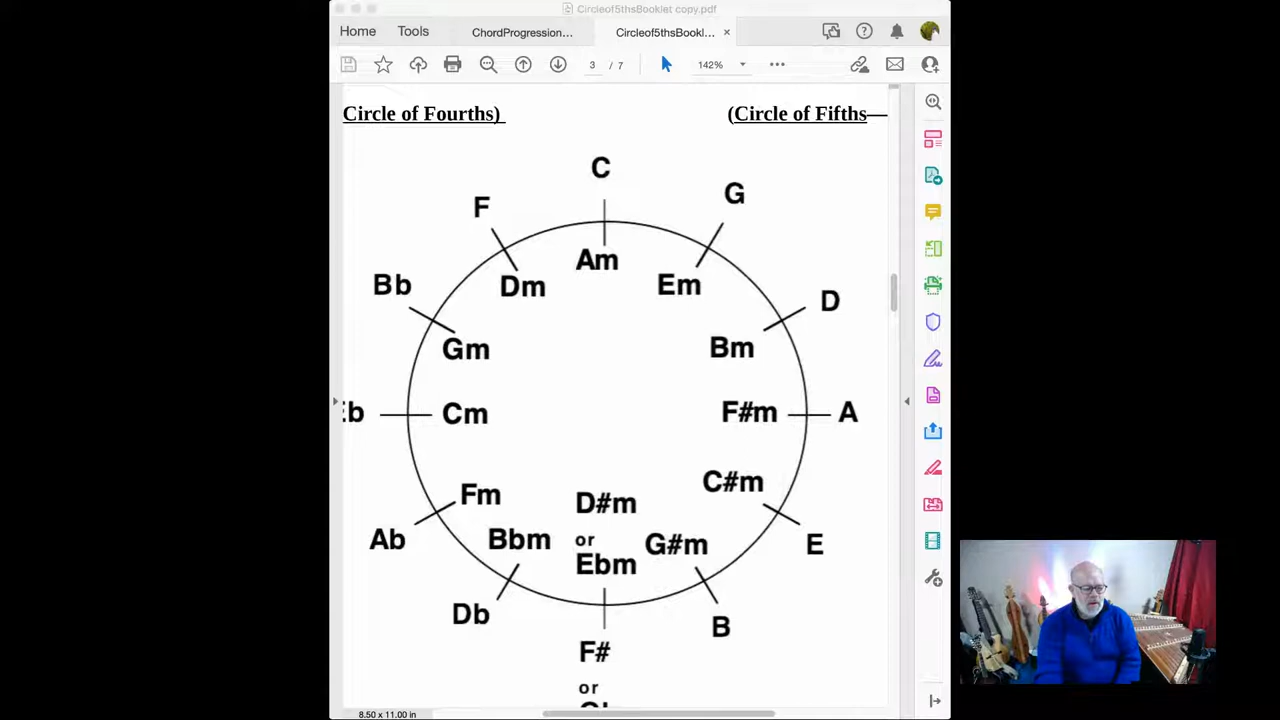 Circleof5thsBooklet copy.pdf
Home Tools ChordProgression... Circleof5thsBookl... ×
3 / 7 142%
Circle of Fourths) (Circle of Fifths—
C
G
F
Am
Em
Dm
Bb
D
Gm
Bm
Cm
F#m
A
C#m
Fm
D#m
or
Ebm
Bbm
G#m
Ab
E
Db
B
F#
or
8.50 x 11.00 in